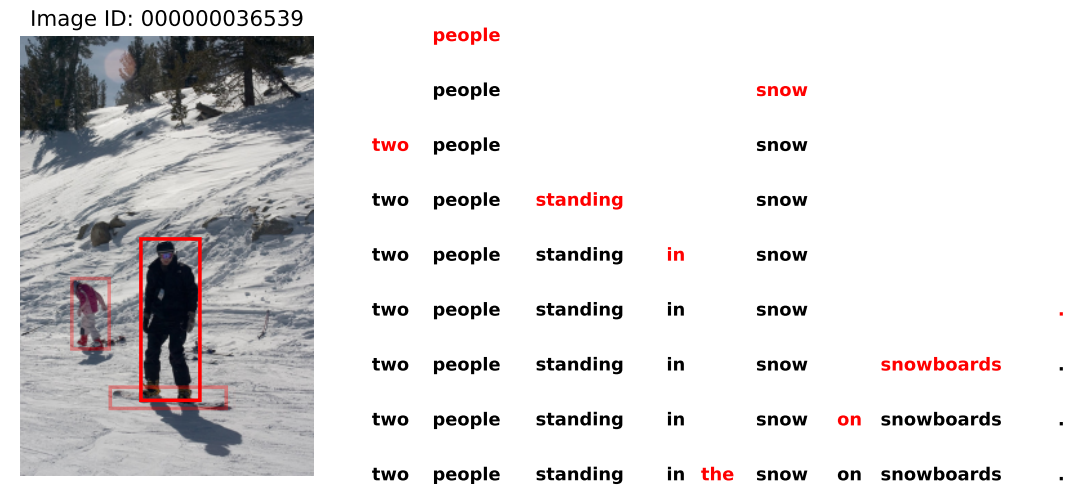 Image ID: 000000036539
people
people snow
two people snow
two people standing snow
two people standing in snow
two people standing in snow .
two people standing in snow snowboards .
two people standing in snow on snowboards .
two people standing in the snow on snowboards .